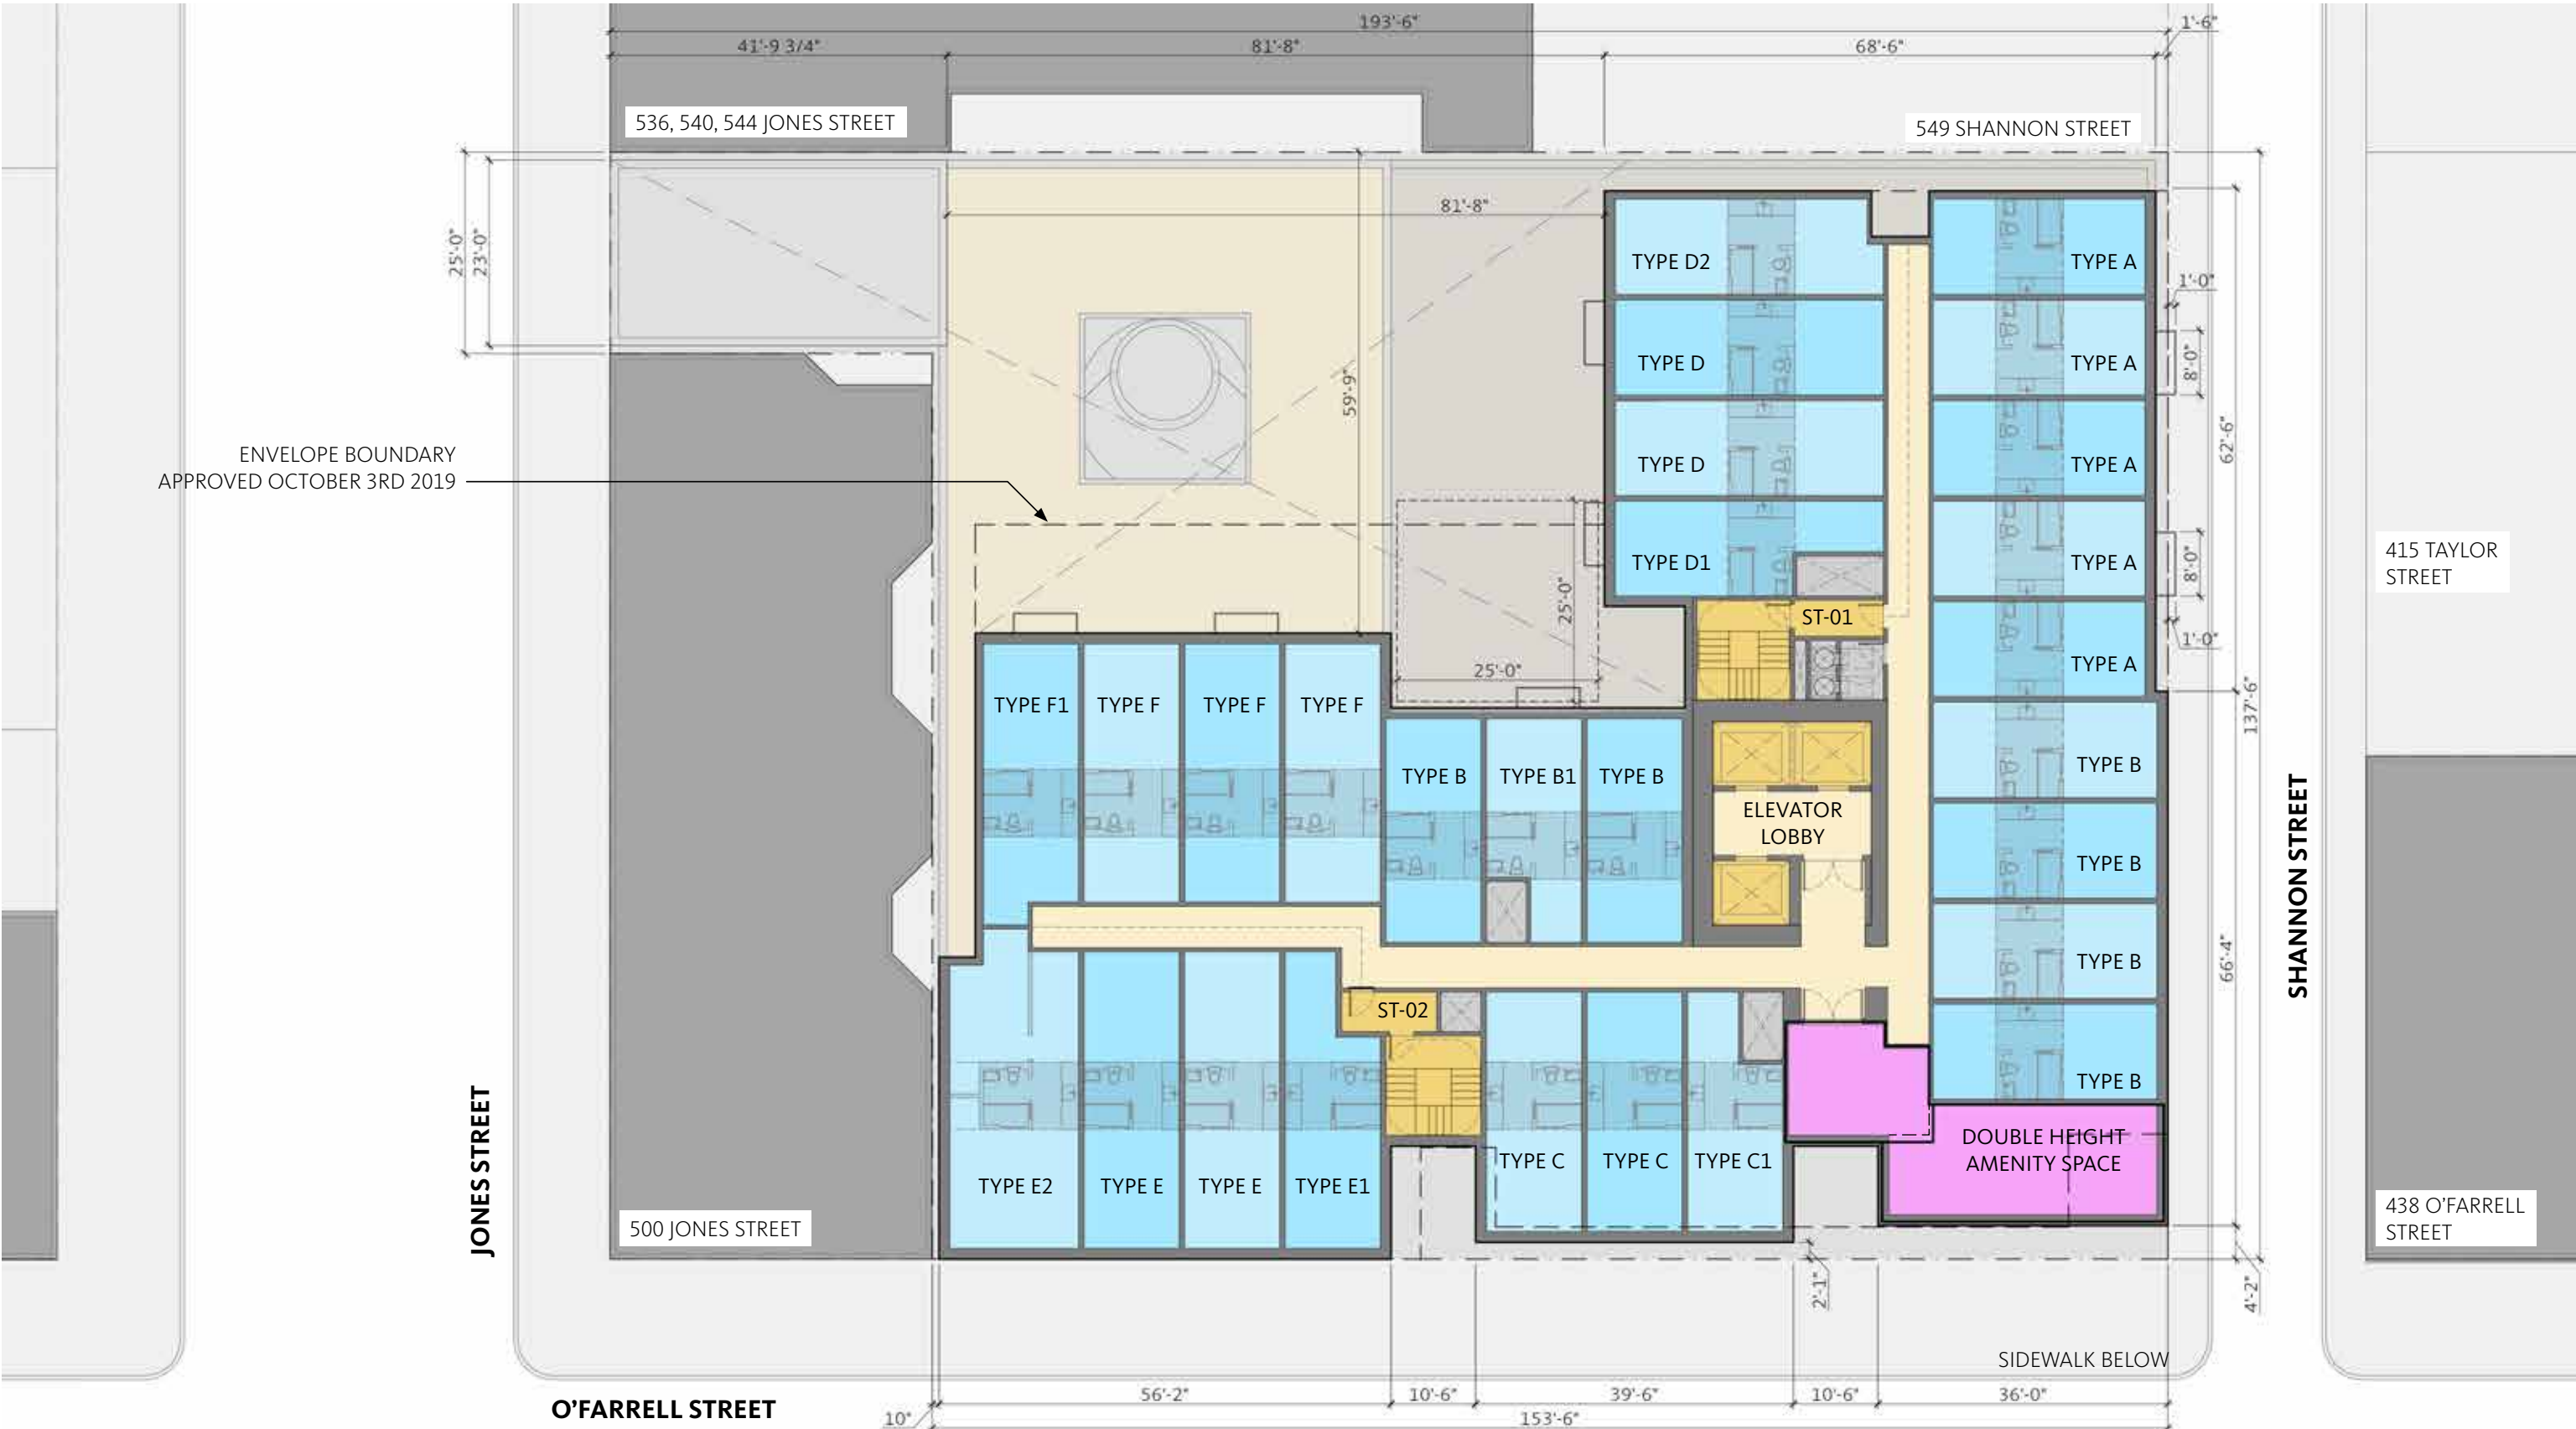 193'-6"
1'-6"
41'-9 3/4"
81'-8"
68'-6"
536, 540, 544 JONES STREET
549 SHANNON STREET
81'-8"
25'-0"
23'-0"
TYPE D2
TYPE A
1'-0"
59'-9"
TYPE D
TYPE A
8'-0"
ENVELOPE BOUNDARY
APPROVED OCTOBER 3RD 2019
TYPE D
TYPE A
62'-6"
TYPE D1
TYPE A
8'-0"
415 TAYLOR
STREET
25'-0"
ST-01
1'-0"
25'-0"
TYPE A
137'-6"
TYPE F1
TYPE F
TYPE F
TYPE F
TYPE B
TYPE B1
TYPE B
TYPE B
ELEVATOR
LOBBY
TYPE B
SHANNON STREET
TYPE B
66'-4"
ST-02
TYPE B
DOUBLE HEIGHT
AMENITY SPACE
TYPE C
TYPE C
TYPE C1
TYPE E2
TYPE E
TYPE E
TYPE E1
JONES STREET
500 JONES STREET
438 O'FARRELL
STREET
2'-1"
4'-2"
SIDEWALK BELOW
O'FARRELL STREET
56'-2"
10'-6"
39'-6"
10'-6"
36'-0"
10"
153'-6"